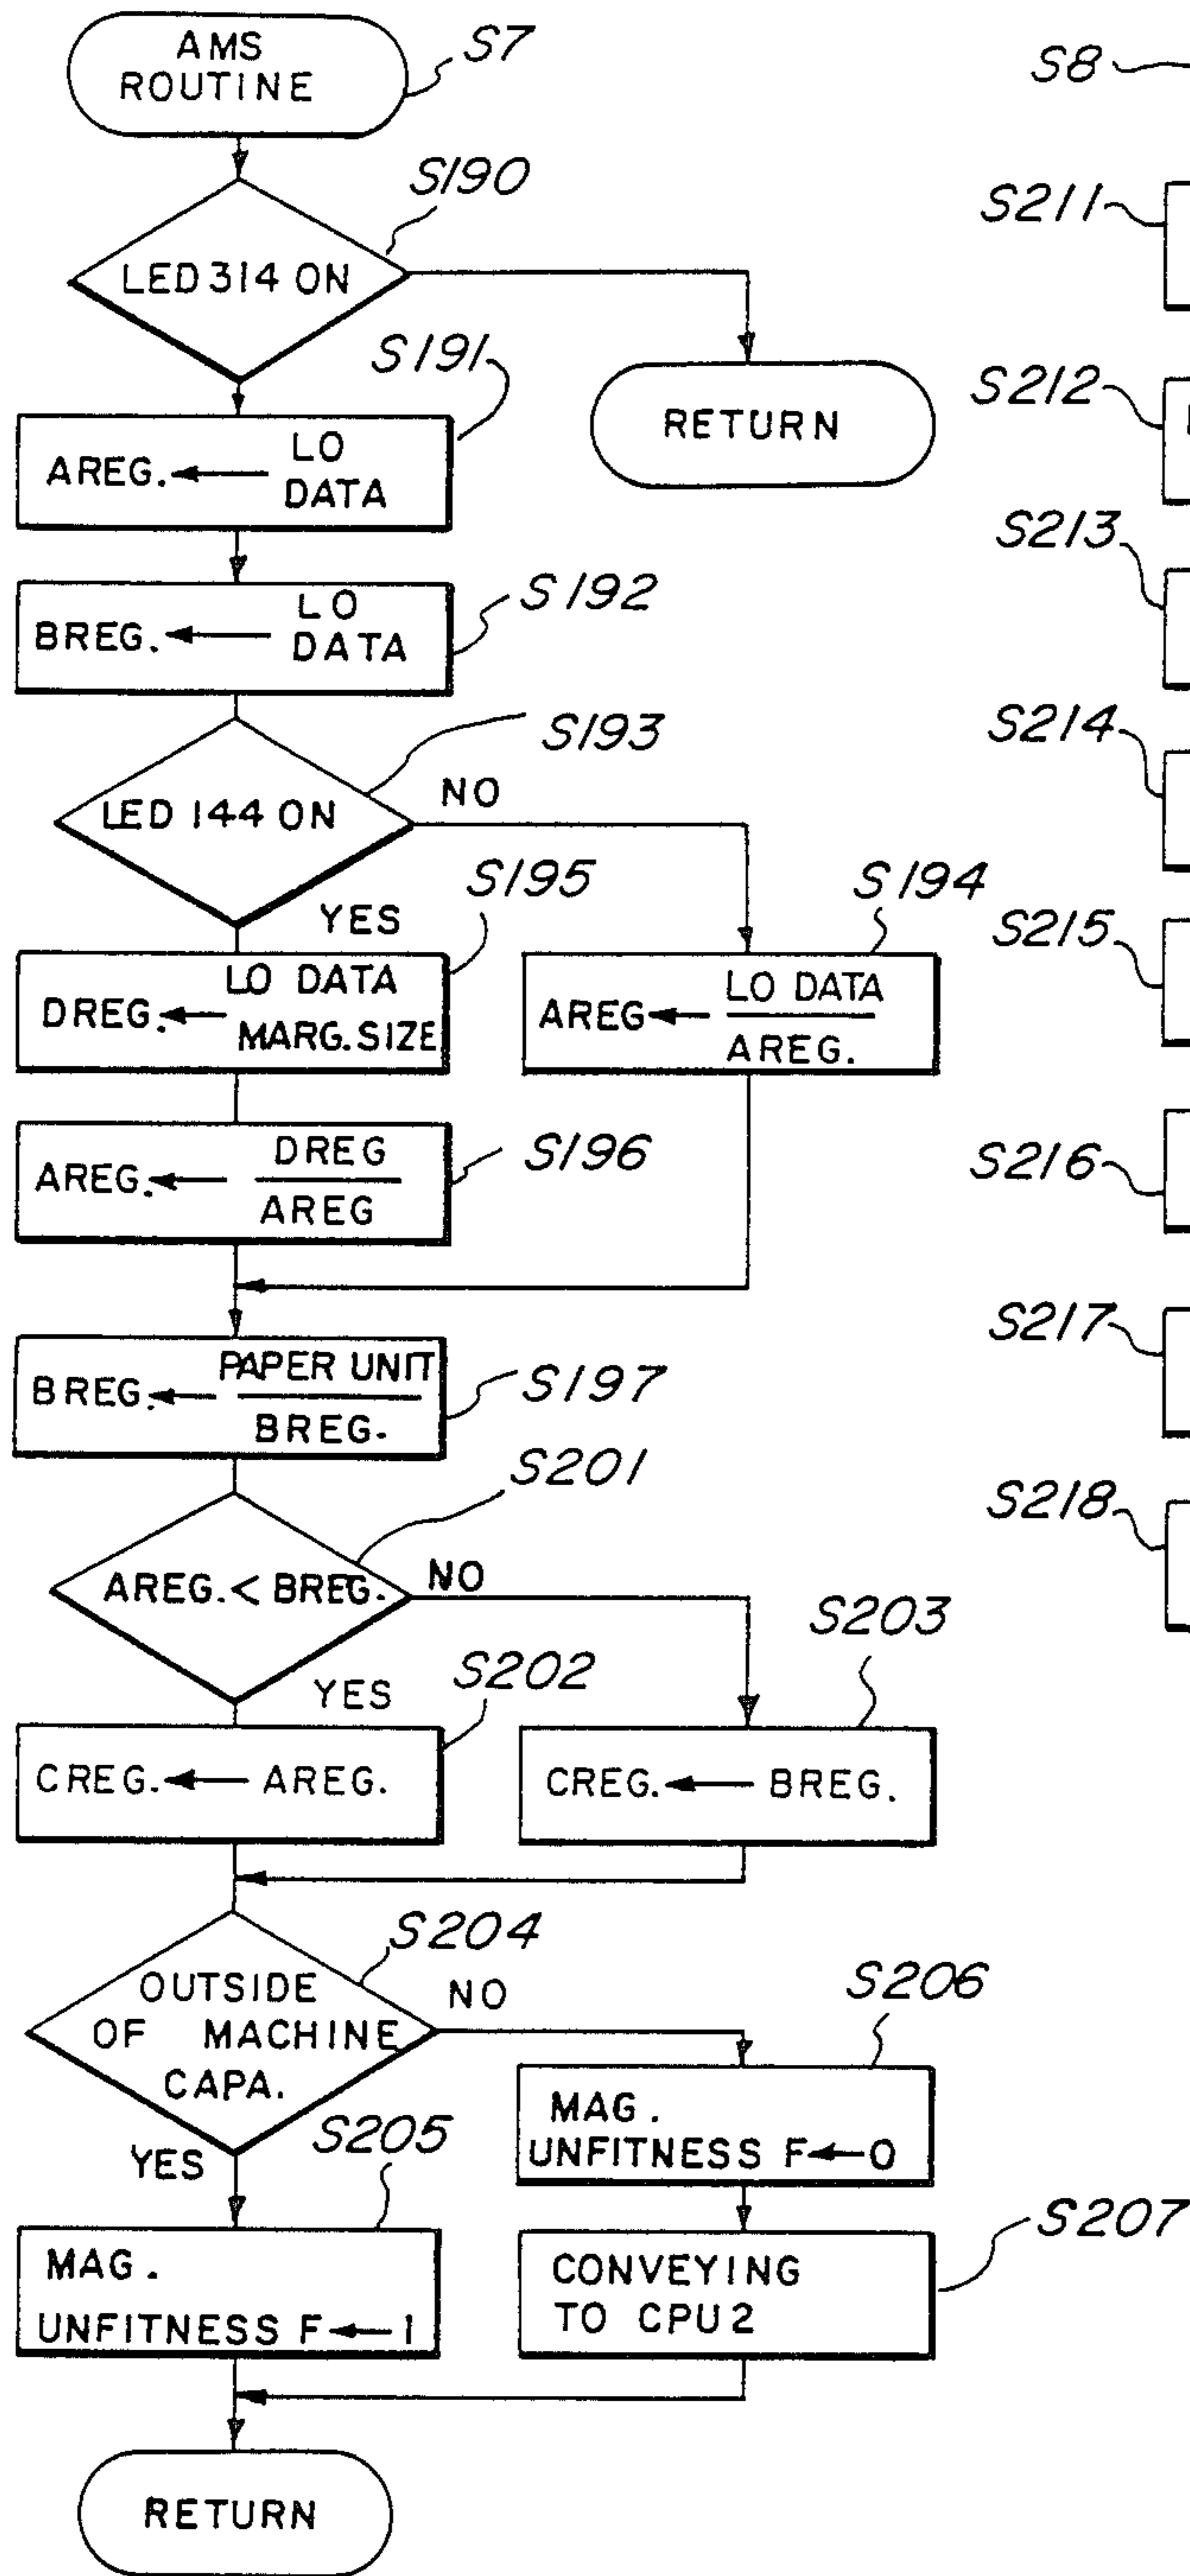 AMS
ROUTINE
S7
S190
LED 314 ON
RETURN
S191
AREG. ← LO
DATA
S192
BREG. ← LO
DATA
S193
LED 144 ON
NO
YES
S195
LO DATA
DREG. ←
MARG. SIZE
S194
LO DATA
AREG ←
AREG.
S196
DREG
AREG. ←
AREG
S197
PAPER UNIT
BREG. ←
BREG.
S201
AREG. < BREG.
NO
YES
S202
CREG. ← AREG.
S203
CREG. ← BREG.
S204
OUTSIDE
OF MACHINE
CAPA.
NO
YES
S206
MAG.
UNFITNESS F ← 0
S205
MAG.
UNFITNESS F ← 1
S207
CONVEYING
TO CPU 2
RETURN
S8
S211
S212
S213
S214
S215
S216
S217
S218